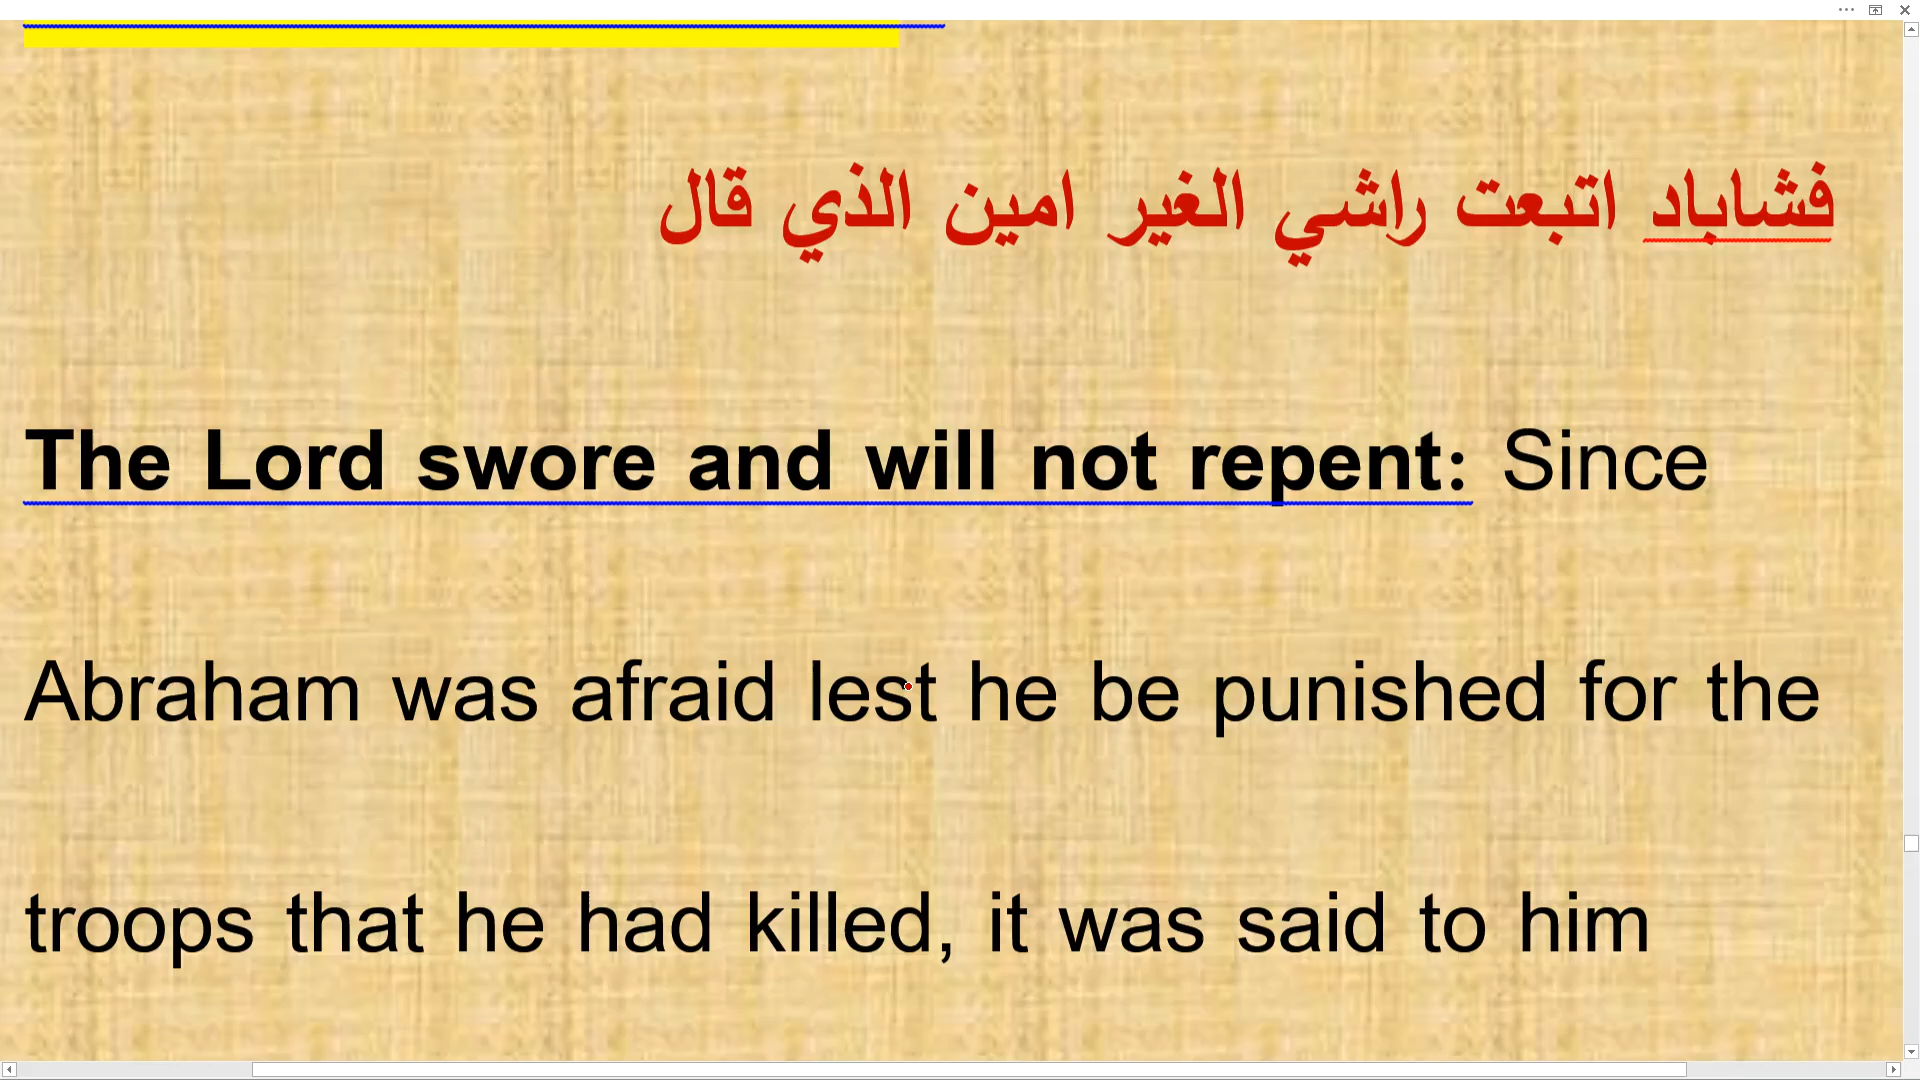 فشاباد اتبعت راشي الغير امين الذي قال
The Lord swore and will not repent: Since
Abraham was afraid lest he be punished for the
troops that he had killed, it was said to him